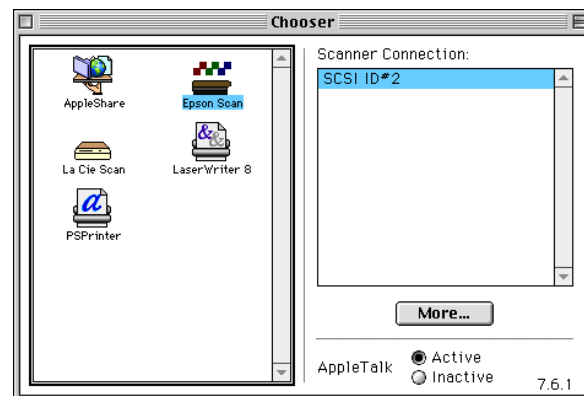 Chooser
AppleShare
Epson Scan
La Cie Scan
LaserWriter 8
PSPrinter
Scanner Connection:
SCSI ID#2
More...
AppleTalk
Active
Inactive
7.6.1